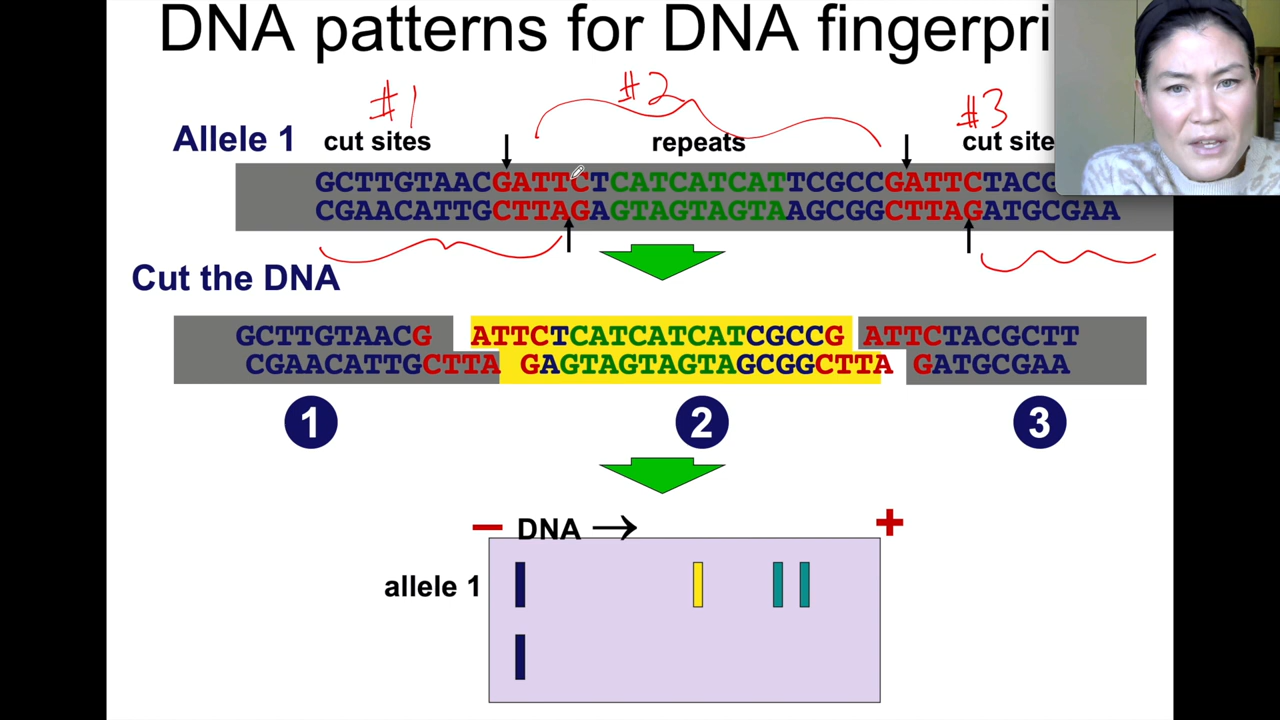 DNA patterns for DNA fingerpri
#1
#2
#3
Allele 1
cut sites
repeats
cut site
GCTTGTAACGATTCTCATCATCATTCGCCGATTCTACG
CGAACATTGCTTAGAGTAGTAGTAAGCGGCTTAGATGCGAA
Cut the DNA
GCTTGTAACG ATTCTCATCATCATCGCCG ATTCTACGCTT
CGAACATTGCTTA GAGTAGTAGTAGCGGCTTA GATGCGAA
1 2 3
− DNA → +
allele 1